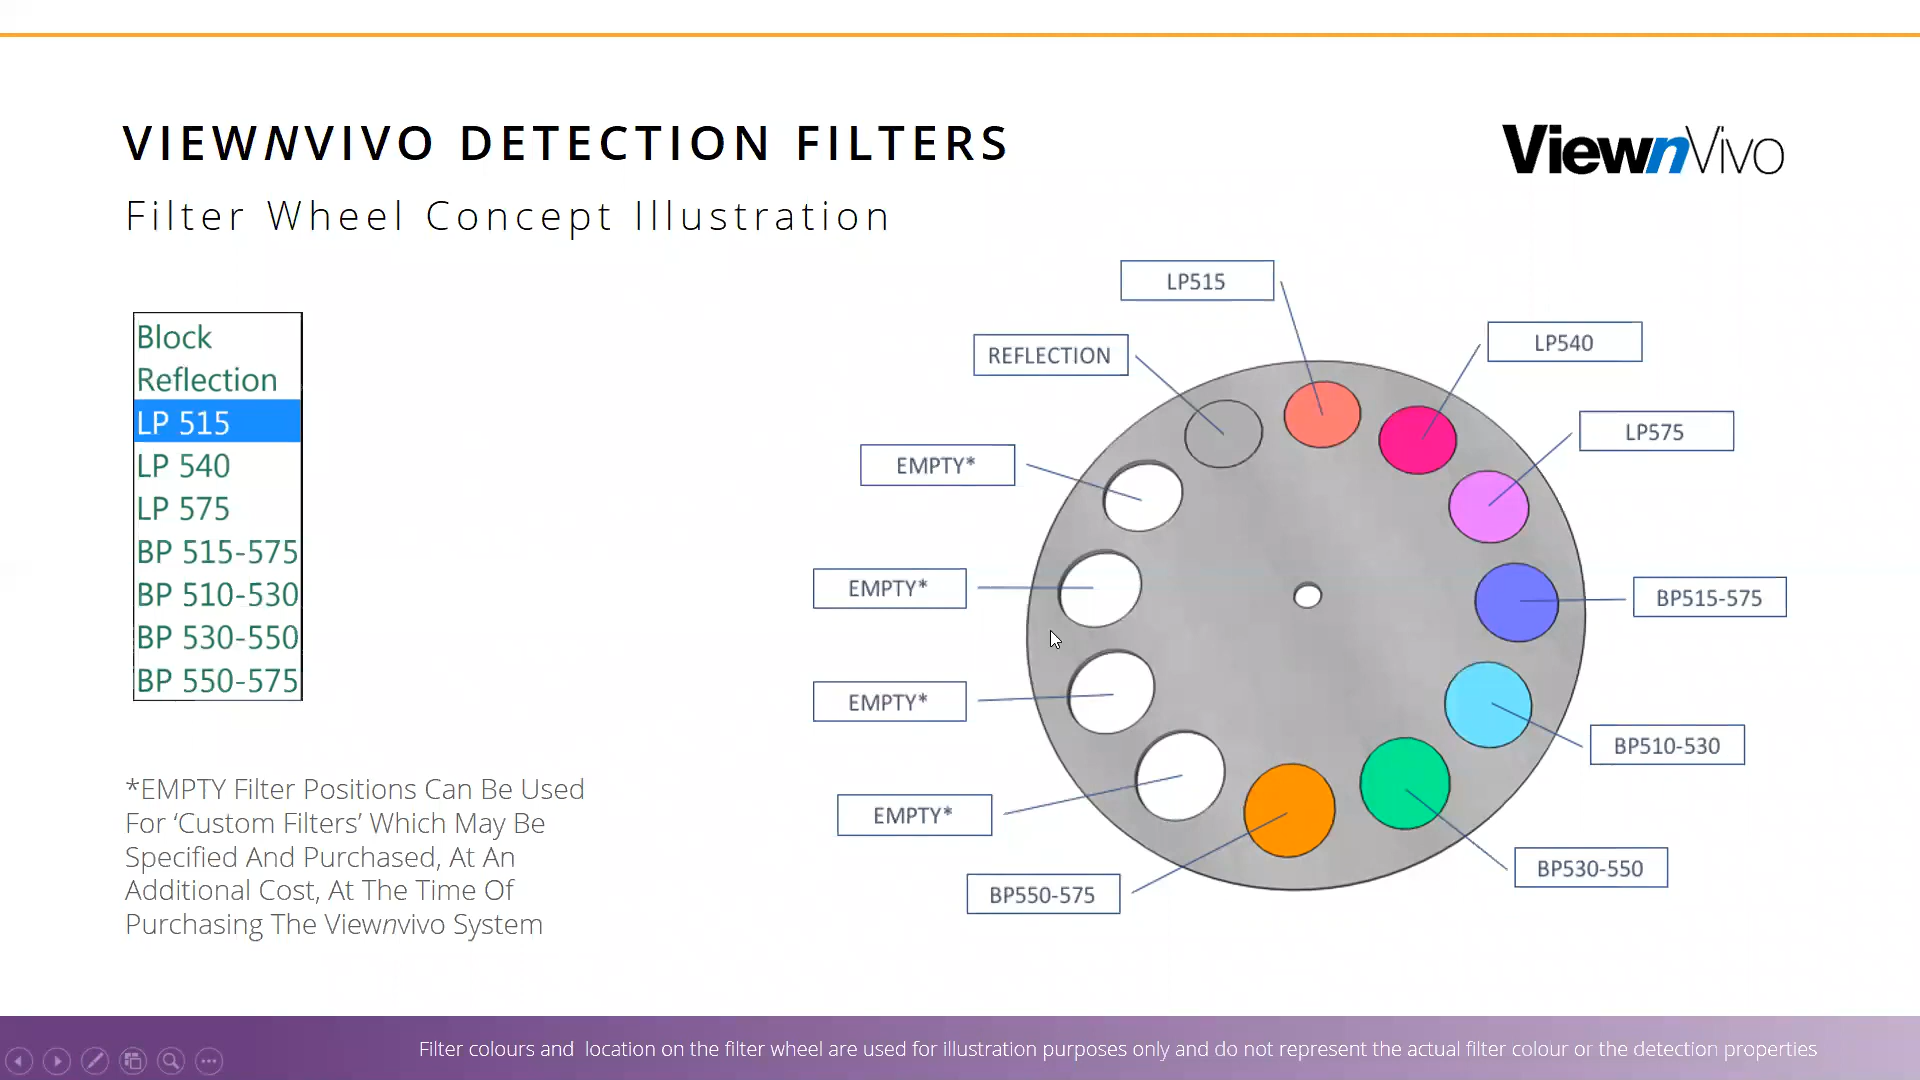 VIEWNVIVO DETECTION FILTERS
ViewnVivo
Filter Wheel Concept Illustration
Block
Reflection
LP 515
LP 540
LP 575
BP 515-575
BP 510-530
BP 530-550
BP 550-575
LP515
LP540
REFLECTION
LP575
EMPTY*
EMPTY*
BP515-575
EMPTY*
BP510-530
EMPTY*
BP530-550
BP550-575
*EMPTY Filter Positions Can Be Used
For ‘Custom Filters’ Which May Be
Specified And Purchased, At An
Additional Cost, At The Time Of
Purchasing The Viewnvivo System
Filter colours and location on the filter wheel are used for illustration purposes only and do not represent the actual filter colour or the detection properties